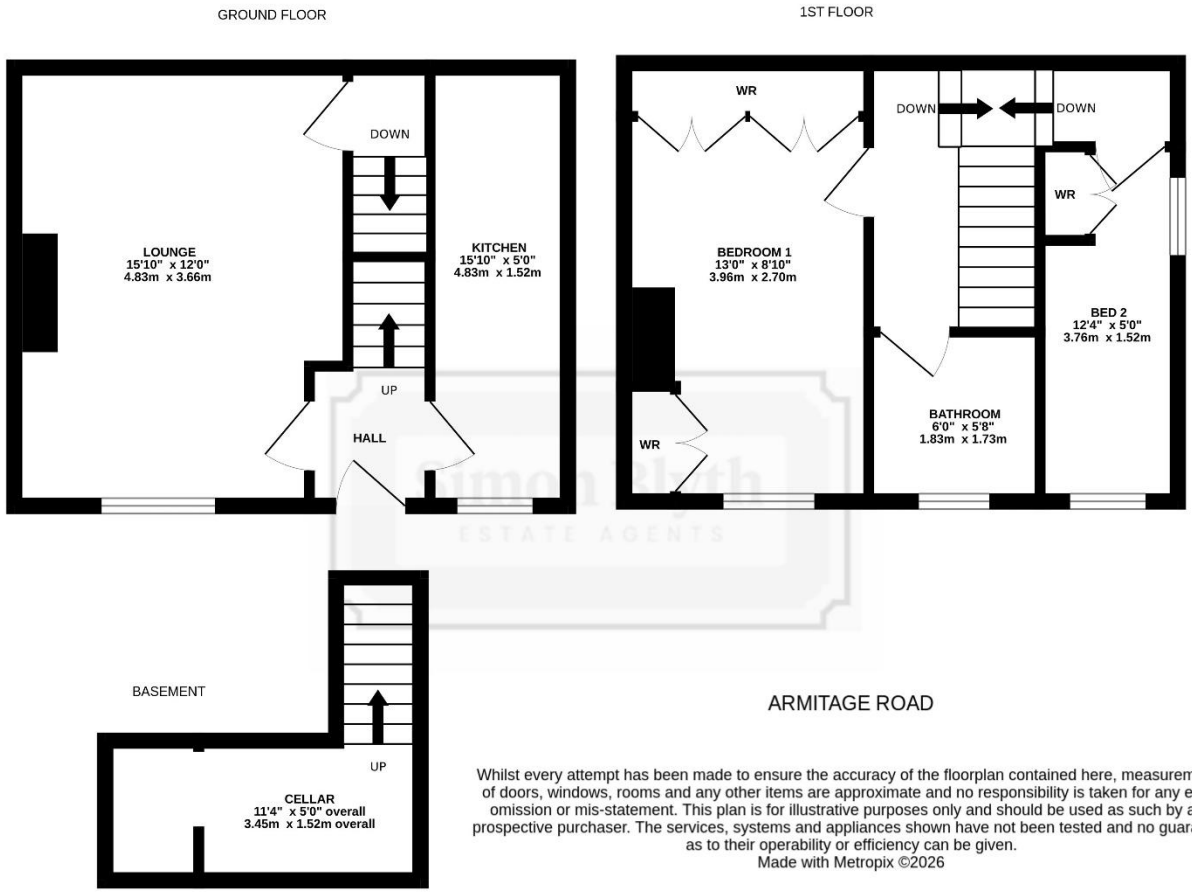 GROUND FLOOR
1ST FLOOR
DOWN
LOUNGE
15'10" x 12'0"
4.83m x 3.66m
KITCHEN
15'10" x 5'0"
4.83m x 1.52m
UP
HALL
WR
DOWN
DOWN
WR
BEDROOM 1
13'0" x 8'10"
3.96m x 2.70m
BED 2
12'4" x 5'0"
3.76m x 1.52m
BATHROOM
6'0" x 5'8"
1.83m x 1.73m
WR
Simon Blyth
ESTATE AGENTS
BASEMENT
UP
CELLAR
11'4" x 5'0" overall
3.45m x 1.52m overall
ARMITAGE ROAD
Whilst every attempt has been made to ensure the accuracy of the floorplan contained here, measurem
of doors, windows, rooms and any other items are approximate and no responsibility is taken for any e
omission or mis-statement. This plan is for illustrative purposes only and should be used as such by a
prospective purchaser. The services, systems and appliances shown have not been tested and no guara
as to their operability or efficiency can be given.
Made with Metropix ©2026